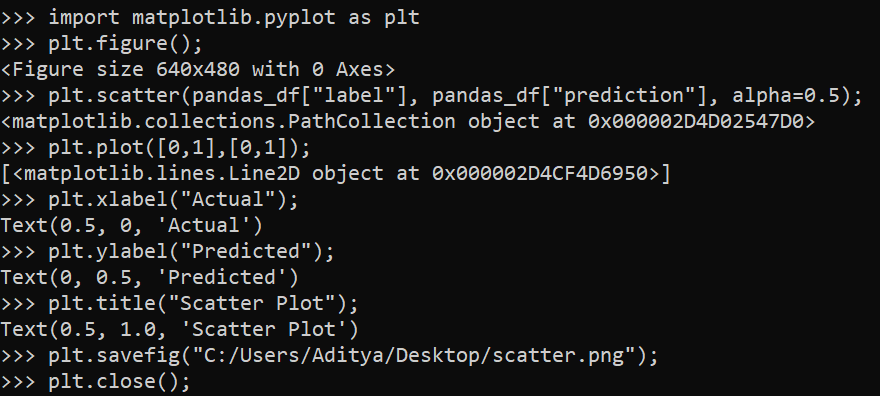 >>> import matplotlib.pyplot as plt
>>> plt.figure();
<Figure size 640x480 with 0 Axes>
>>> plt.scatter(pandas_df["label"], pandas_df["prediction"], alpha=0.5);
<matplotlib.collections.PathCollection object at 0x000002D4D02547D0>
>>> plt.plot([0,1],[0,1]);
[<matplotlib.lines.Line2D object at 0x000002D4CF4D6950>]
>>> plt.xlabel("Actual");
Text(0.5, 0, 'Actual')
>>> plt.ylabel("Predicted");
Text(0, 0.5, 'Predicted')
>>> plt.title("Scatter Plot");
Text(0.5, 1.0, 'Scatter Plot')
>>> plt.savefig("C:/Users/Aditya/Desktop/scatter.png");
>>> plt.close();